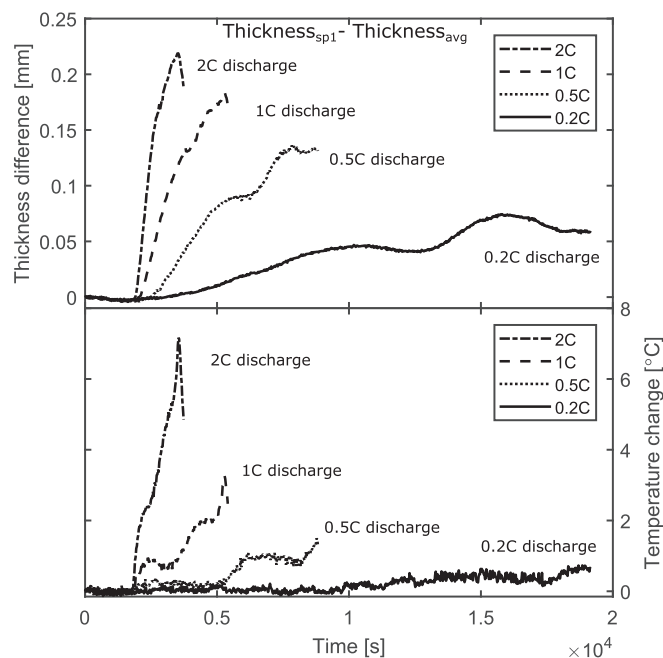 Thickness_sp1- Thickness_avg
0.25
0.2
0.15
0.1
0.05
0
Thickness difference [mm]
2C
1C
0.5C
0.2C
2C discharge
1C discharge
0.5C discharge
0.2C discharge
8
6
4
2
0
Temperature change [°C]
2C
1C
0.5C
0.2C
2C discharge
1C discharge
0.5C discharge
0.2C discharge
0
0.5
1
1.5
2
Time [s]
×10^4